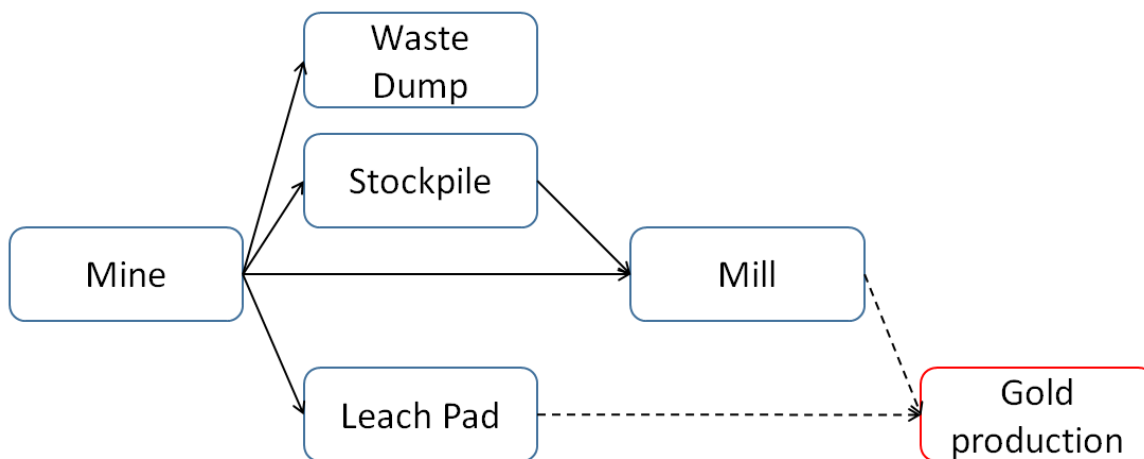 Waste
Dump
Stockpile
Mine
Mill
Leach Pad
Gold
production